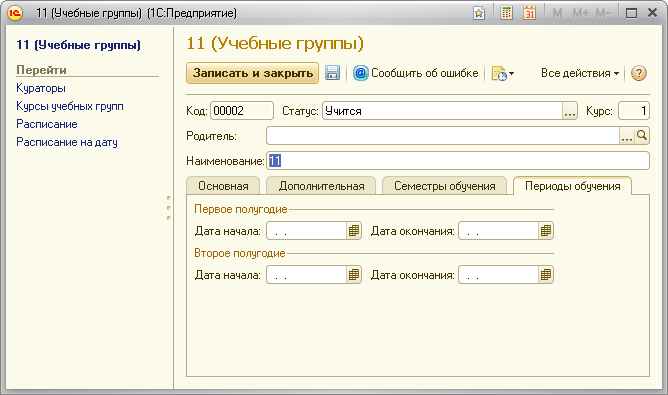 11 (Учебные группы) (1С:Предприятие)
M M+ M-
11 (Учебные группы)
Перейти
Кураторы
Курсы учебных групп
Расписание
Расписание на дату
11 (Учебные группы)
Записать и закрыть Сообщить об ошибке Все действия
Код: 00002 Статус: Учится ... Курс: 1
Родитель: ...
Наименование: 11
Основная Дополнительная Семестры обучения Периоды обучения
Первое полугодие
Дата начала: . . Дата окончания: . .
Второе полугодие
Дата начала: . . Дата окончания: . .